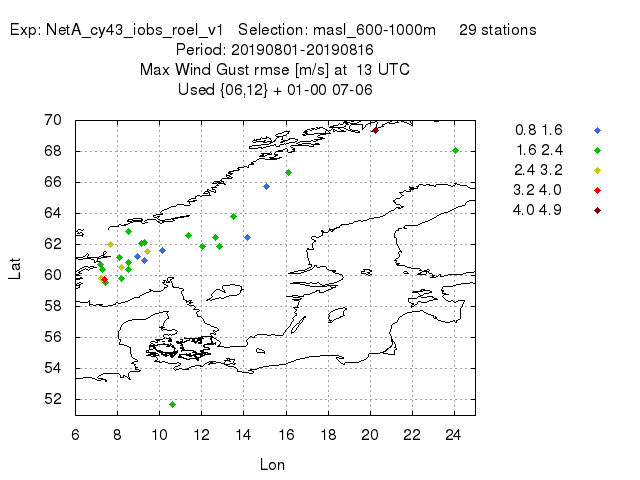 Exp: NetA_cy43_iobs_roel_v1 Selection: masl_600-1000m 29 stations
Period: 20190801-20190816
Max Wind Gust rmse [m/s] at 13 UTC
Used {06,12} + 01-00 07-06
70
68
66
64
62
60
58
56
54
52
6 8 10 12 14 16 18 20 22 24
Lat
Lon
0.8 1.6
1.6 2.4
2.4 3.2
3.2 4.0
4.0 4.9